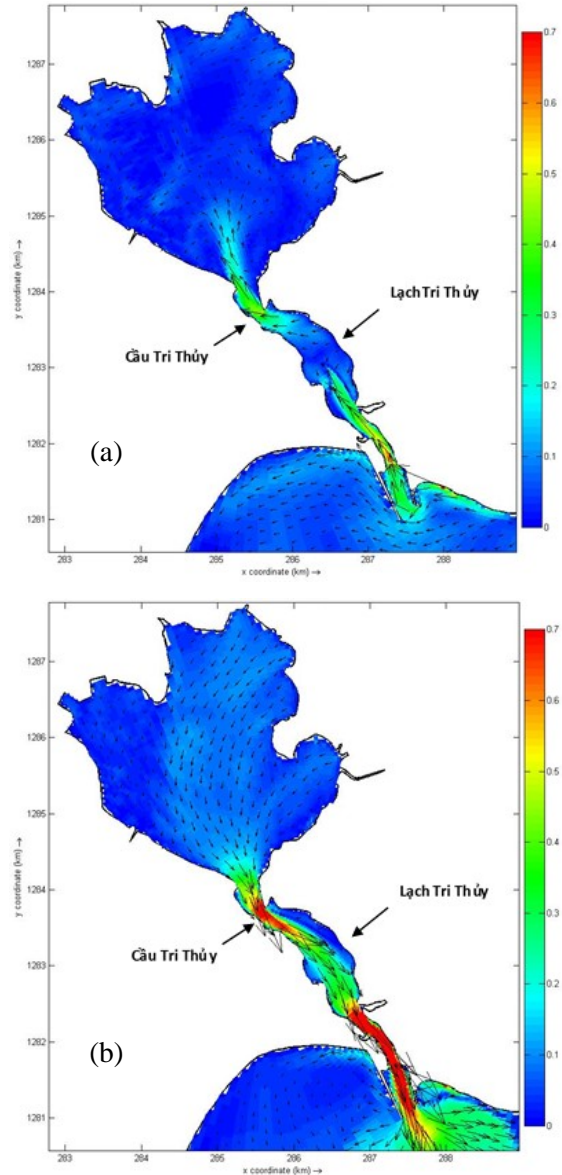 0.7
1287
0.6
1286
0.5
1285
0.4
y coordinate (km) →
1284
Lạch Tri Thủy
0.3
Cầu Tri Thủy
1283
0.2
1282
(a)
0.1
1281
0
283 284 285 286 287 288
x coordinate (km) →
0.7
1287
0.6
1286
0.5
1285
0.4
y coordinate (km) →
1284
Lạch Tri Thủy
0.3
1283
Cầu Tri Thủy
0.2
1282
(b)
0.1
1281
0
283 284 285 286 287 288
x coordinate (km) →